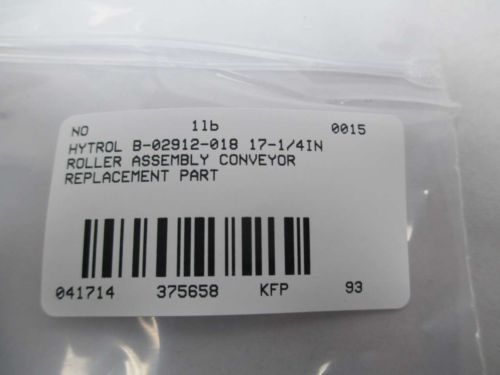 NO 1lb 0015
HYTROL B-02912-018 17-1/4IN
ROLLER ASSEMBLY CONVEYOR
REPLACEMENT PART
041714 375658 KFP 93